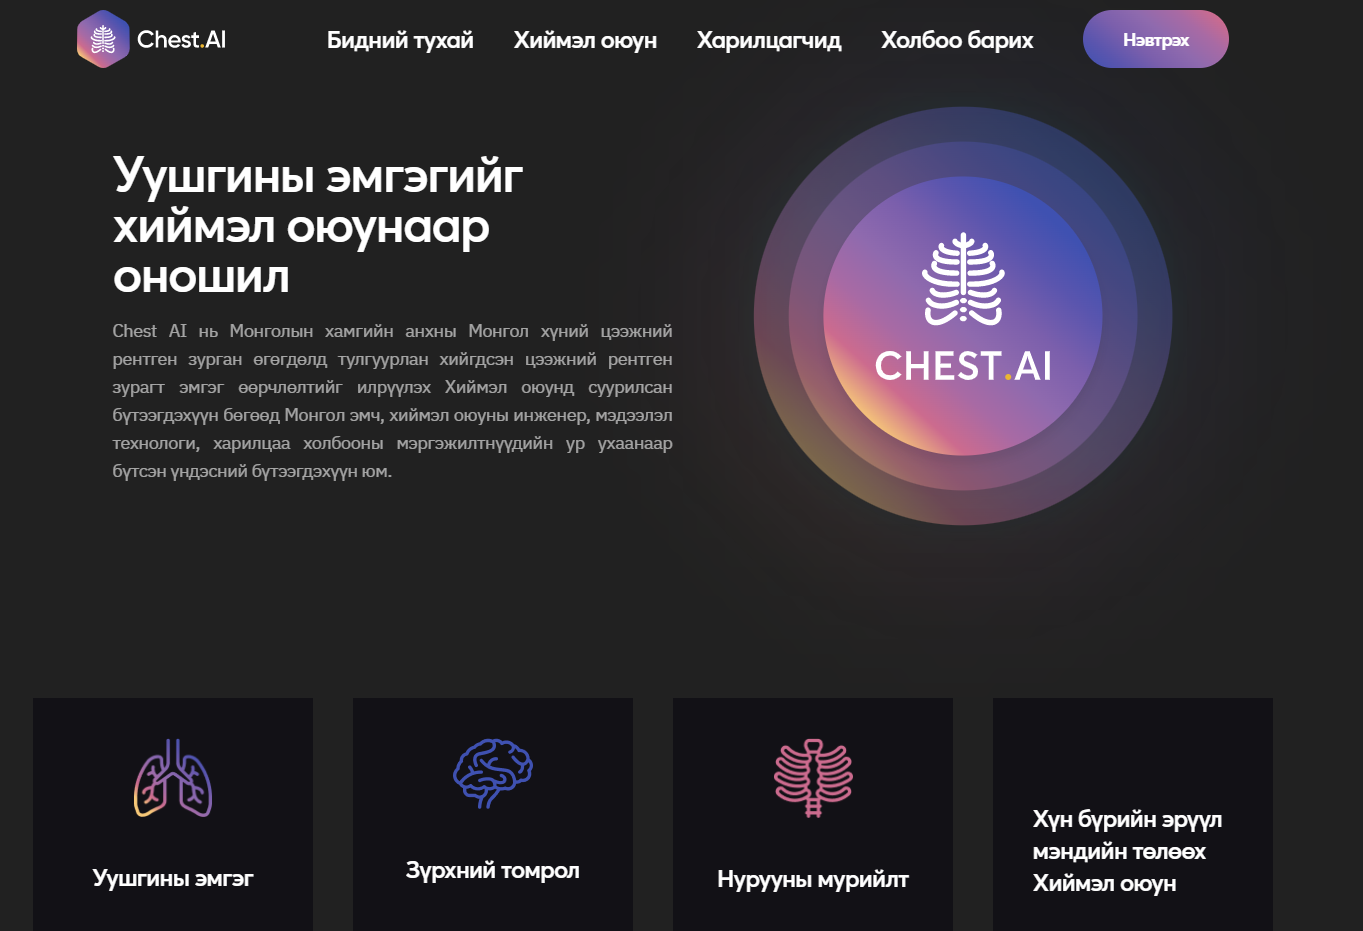 Chest.AI
Бидний тухай
Хиймэл оюун
Харилцагчид
Холбоо барих
Нэвтрэх
Уушгины эмгэгийг
хиймэл оюунаар
оношил
Chest AI нь Монголын хамгийн анхны Монгол хүний цээжний
рентген зурган өгөгдөлд тулгуурлан хийгдсэн цээжний рентген
зурагт эмгэг өөрчлөлтийг илрүүлэх Хиймэл оюунд суурилсан
бүтээгдэхүүн бөгөөд Монгол эмч, хиймэл оюуны инженер, мэдээлэл
технологи, харилцаа холбооны мэргэжилтнүүдийн ур ухаанаар
бүтсэн үндэсний бүтээгдэхүүн юм.
CHEST.AI
Уушгины эмгэг
Зүрхний томрол
Нурууны мурийлт
Хүн бүрийн эрүүл
мэндийн төлөөх
Хиймэл оюун